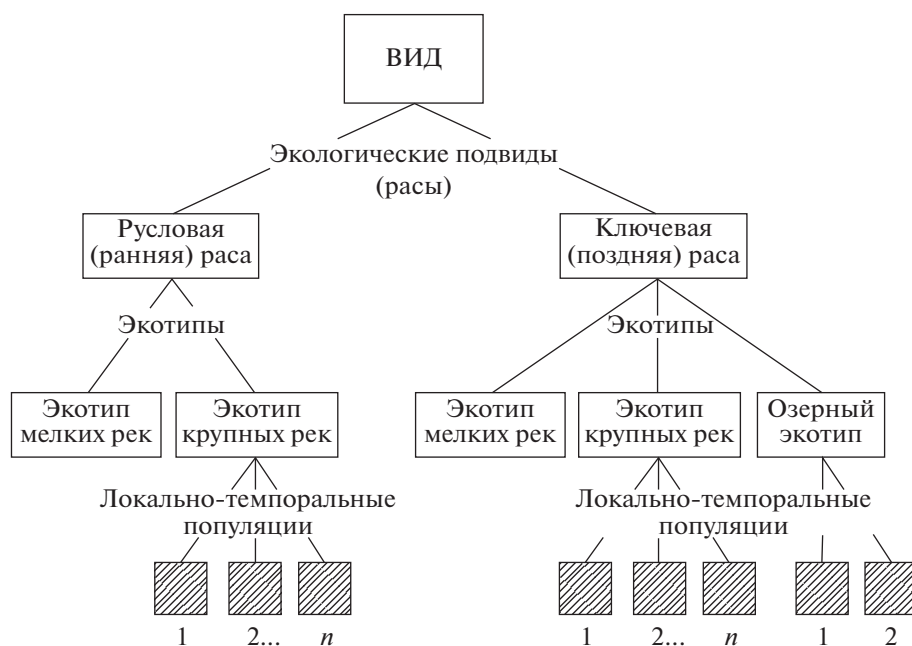 ВИД
Экологические подвиды
(расы)
Русловая
(ранняя) раса
Ключевая
(поздняя) раса
Экотипы
Экотипы
Экотип
мелких рек
Экотип
крупных рек
Экотип
мелких рек
Экотип
крупных рек
Озерный
экотип
Локально-темпоральные
популяции
Локально-темпоральные
популяции
1 2... n
1 2... n 1 2